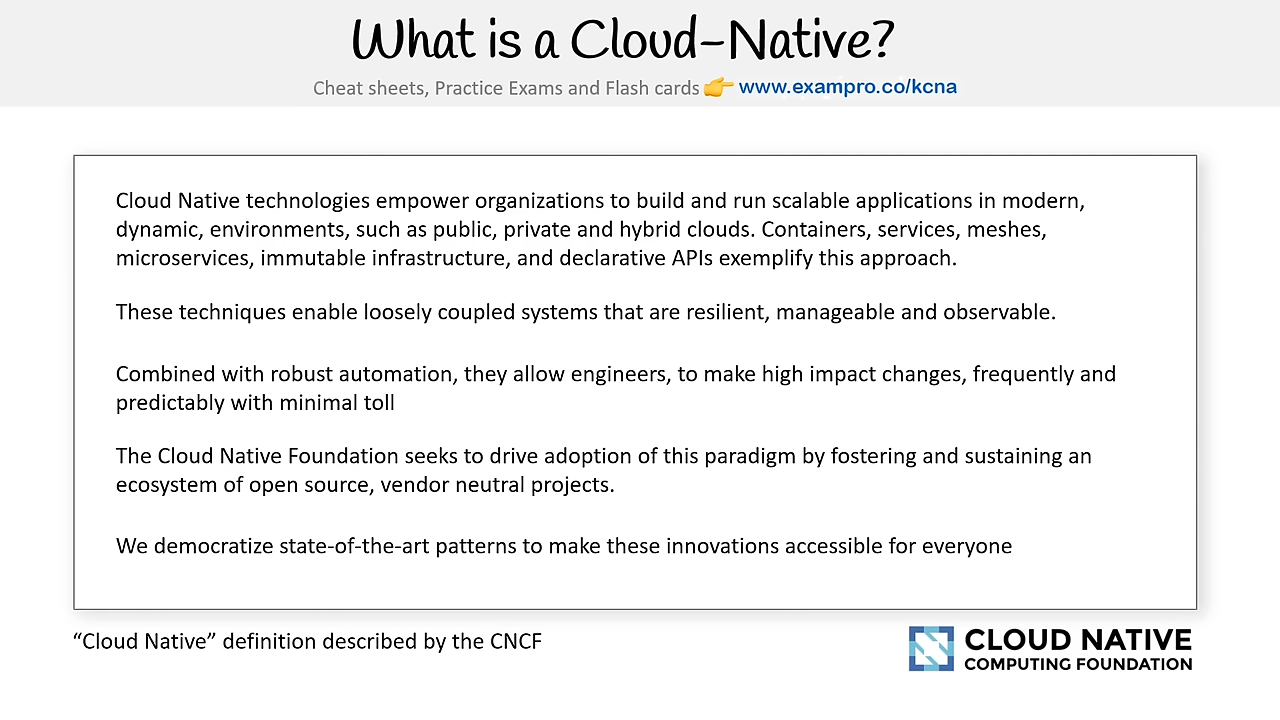 What is a Cloud-Native?
Cheat sheets, Practice Exams and Flash cards 👉 www.exampro.co/kcna
Cloud Native technologies empower organizations to build and run scalable applications in modern,
dynamic, environments, such as public, private and hybrid clouds. Containers, services, meshes,
microservices, immutable infrastructure, and declarative APIs exemplify this approach.
These techniques enable loosely coupled systems that are resilient, manageable and observable.
Combined with robust automation, they allow engineers, to make high impact changes, frequently and
predictably with minimal toll
The Cloud Native Foundation seeks to drive adoption of this paradigm by fostering and sustaining an
ecosystem of open source, vendor neutral projects.
We democratize state-of-the-art patterns to make these innovations accessible for everyone
“Cloud Native” definition described by the CNCF
CLOUD NATIVE
COMPUTING FOUNDATION